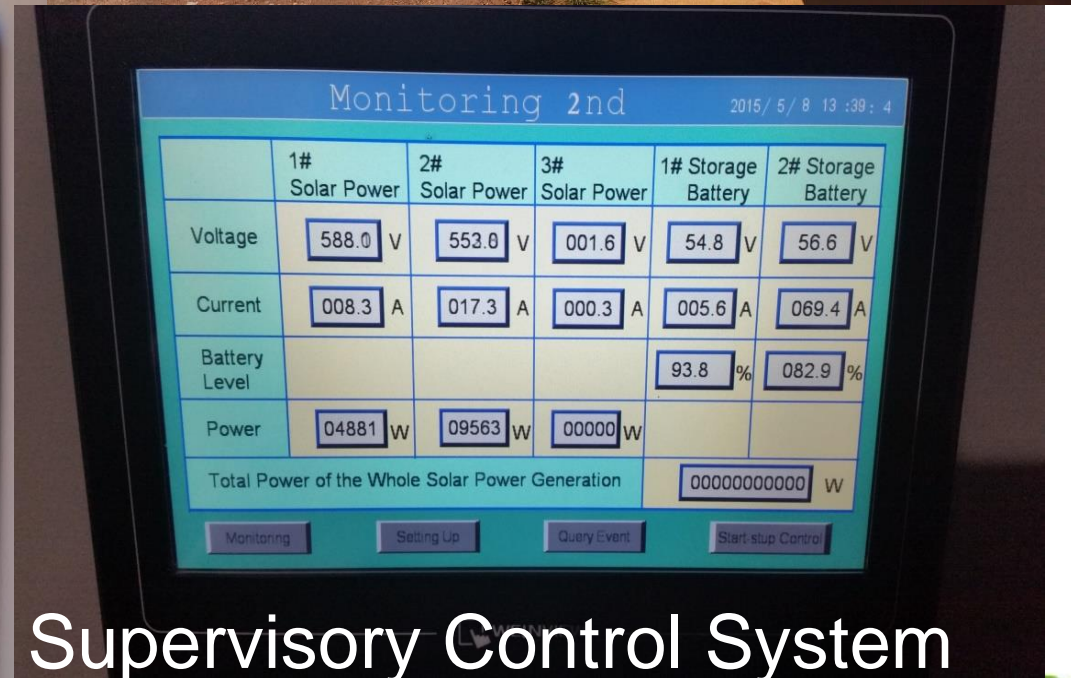 Monitoring 2nd 2015/ 5/ 8 13 :39: 4
1# Solar Power 2# Solar Power 3# Solar Power 1# Storage Battery 2# Storage Battery
Voltage 588.0 V 553.8 V 001.6 V 54.8 V 56.6 V
Current 008.3 A 017.3 A 000.3 A 005.6 A 069.4 A
Battery Level 93.8 % 082.9 %
Power 04881 W 09563 W 00000 W
Total Power of the Whole Solar Power Generation 00000000000 W
Monitoring Setting Up Query Event Start-stup Control
Supervisory Control System